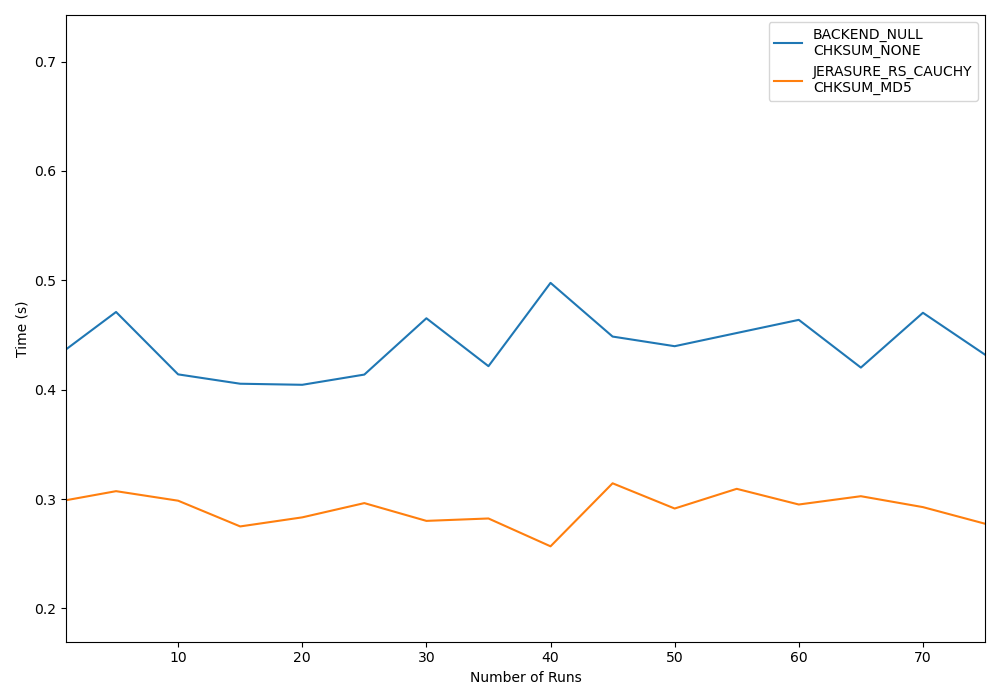 BACKEND_NULL
CHKSUM_NONE
JERASURE_RS_CAUCHY
CHKSUM_MD5
0.7
0.6
0.5
0.4
0.3
0.2
Time (s)
10 20 30 40 50 60 70
Number of Runs